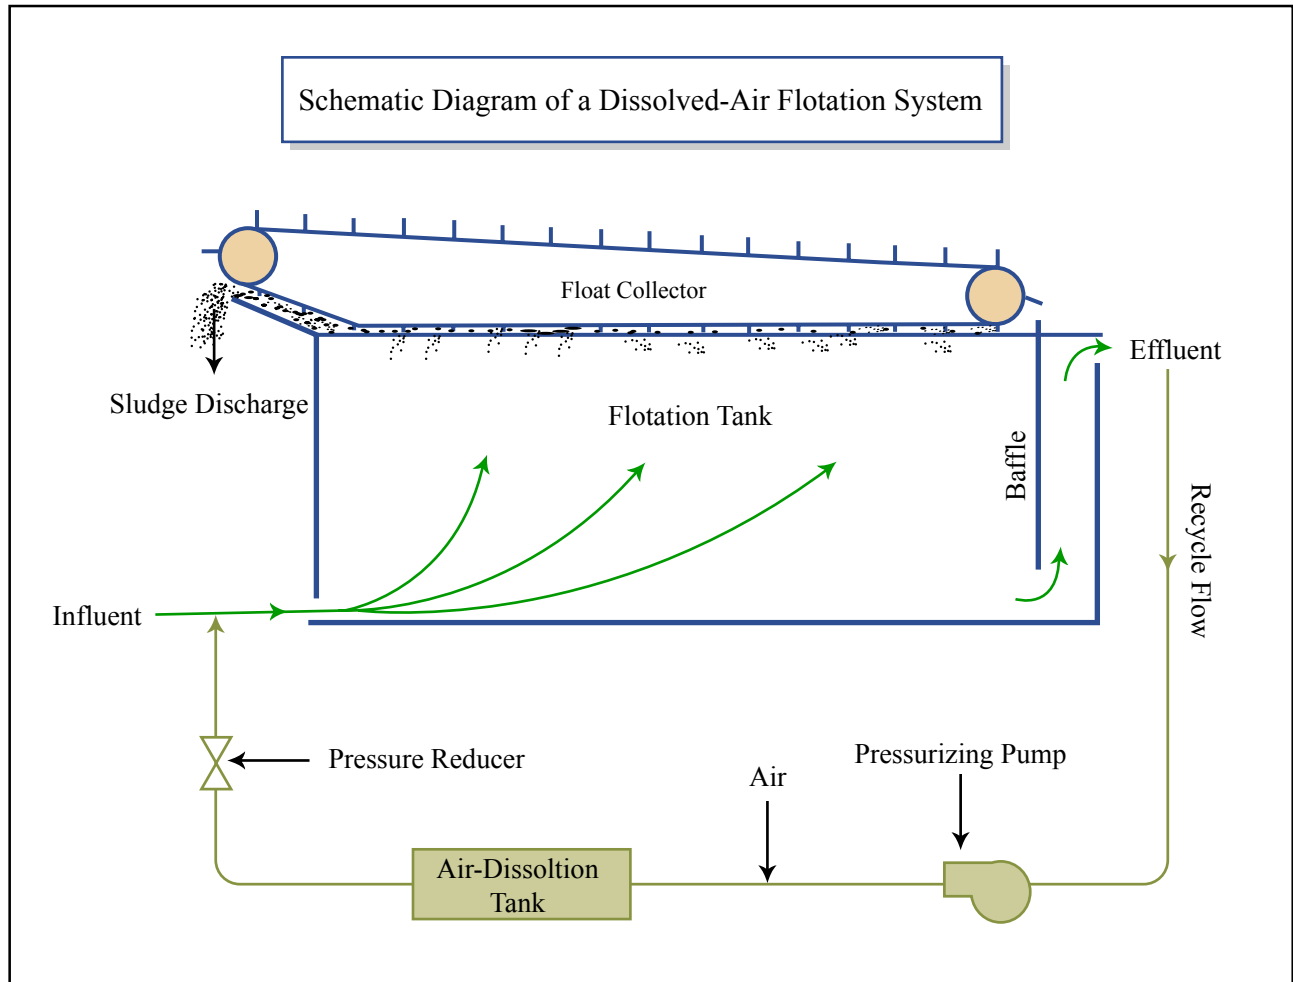 Schematic Diagram of a Dissolved-Air Flotation System
Float Collector
Effluent
Sludge Discharge
Flotation Tank
Baffle
Recycle Flow
Influent
Pressure Reducer
Pressurizing Pump
Air
Air-Dissoltion
Tank